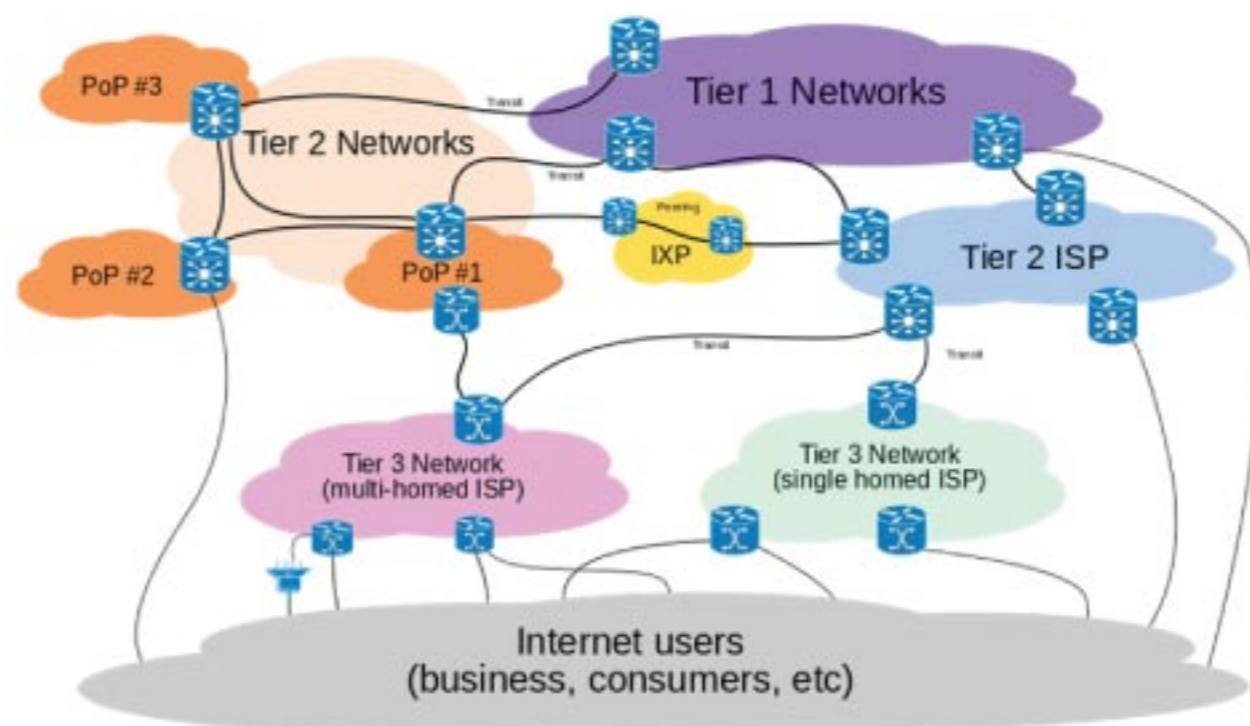 PoP #3
Transit
Tier 1 Networks
Tier 2 Networks
Transit
Peering
IXP
Tier 2 ISP
PoP #2
PoP #1
Transit
Transit
Tier 3 Network
(multi-homed ISP)
Tier 3 Network
(single homed ISP)
Internet users
(business, consumers, etc)